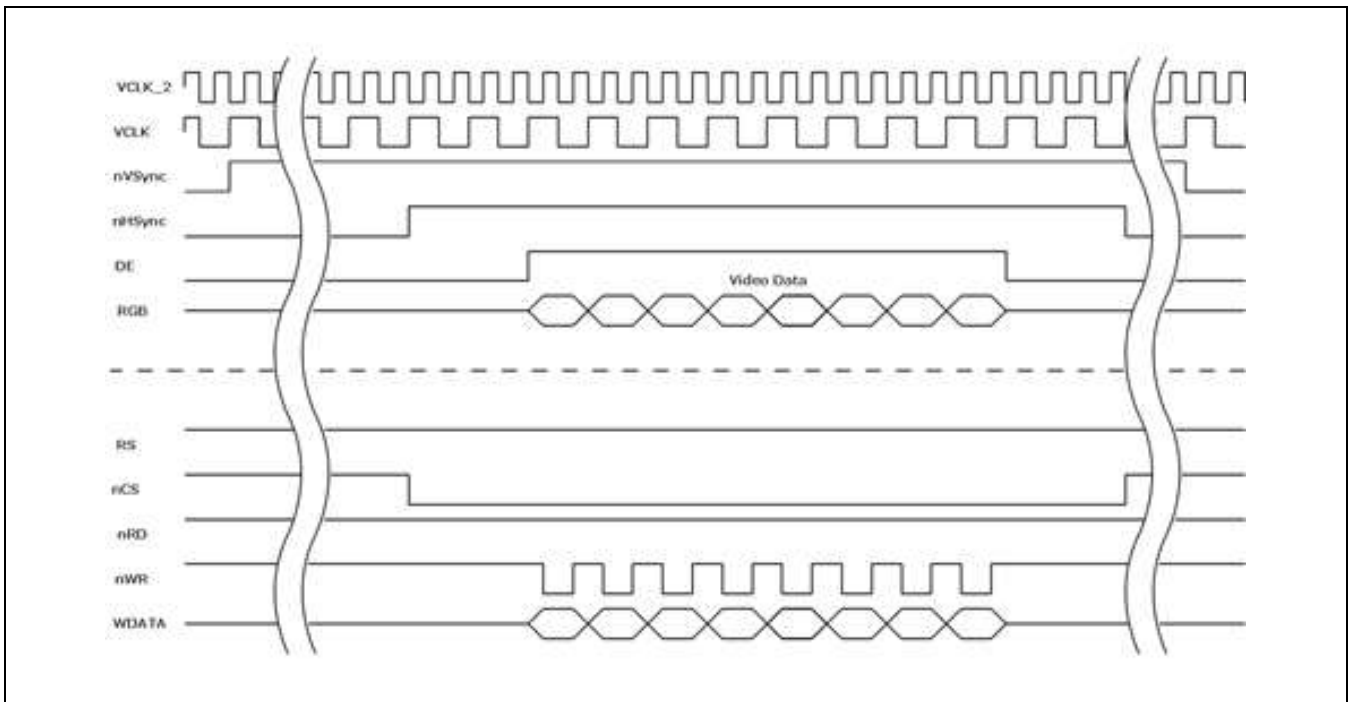 VCLK_2
VCLK
nVSync
nHSync
DE
Video Data
RGB
RS
nCS
nRD
nWR
WDATA